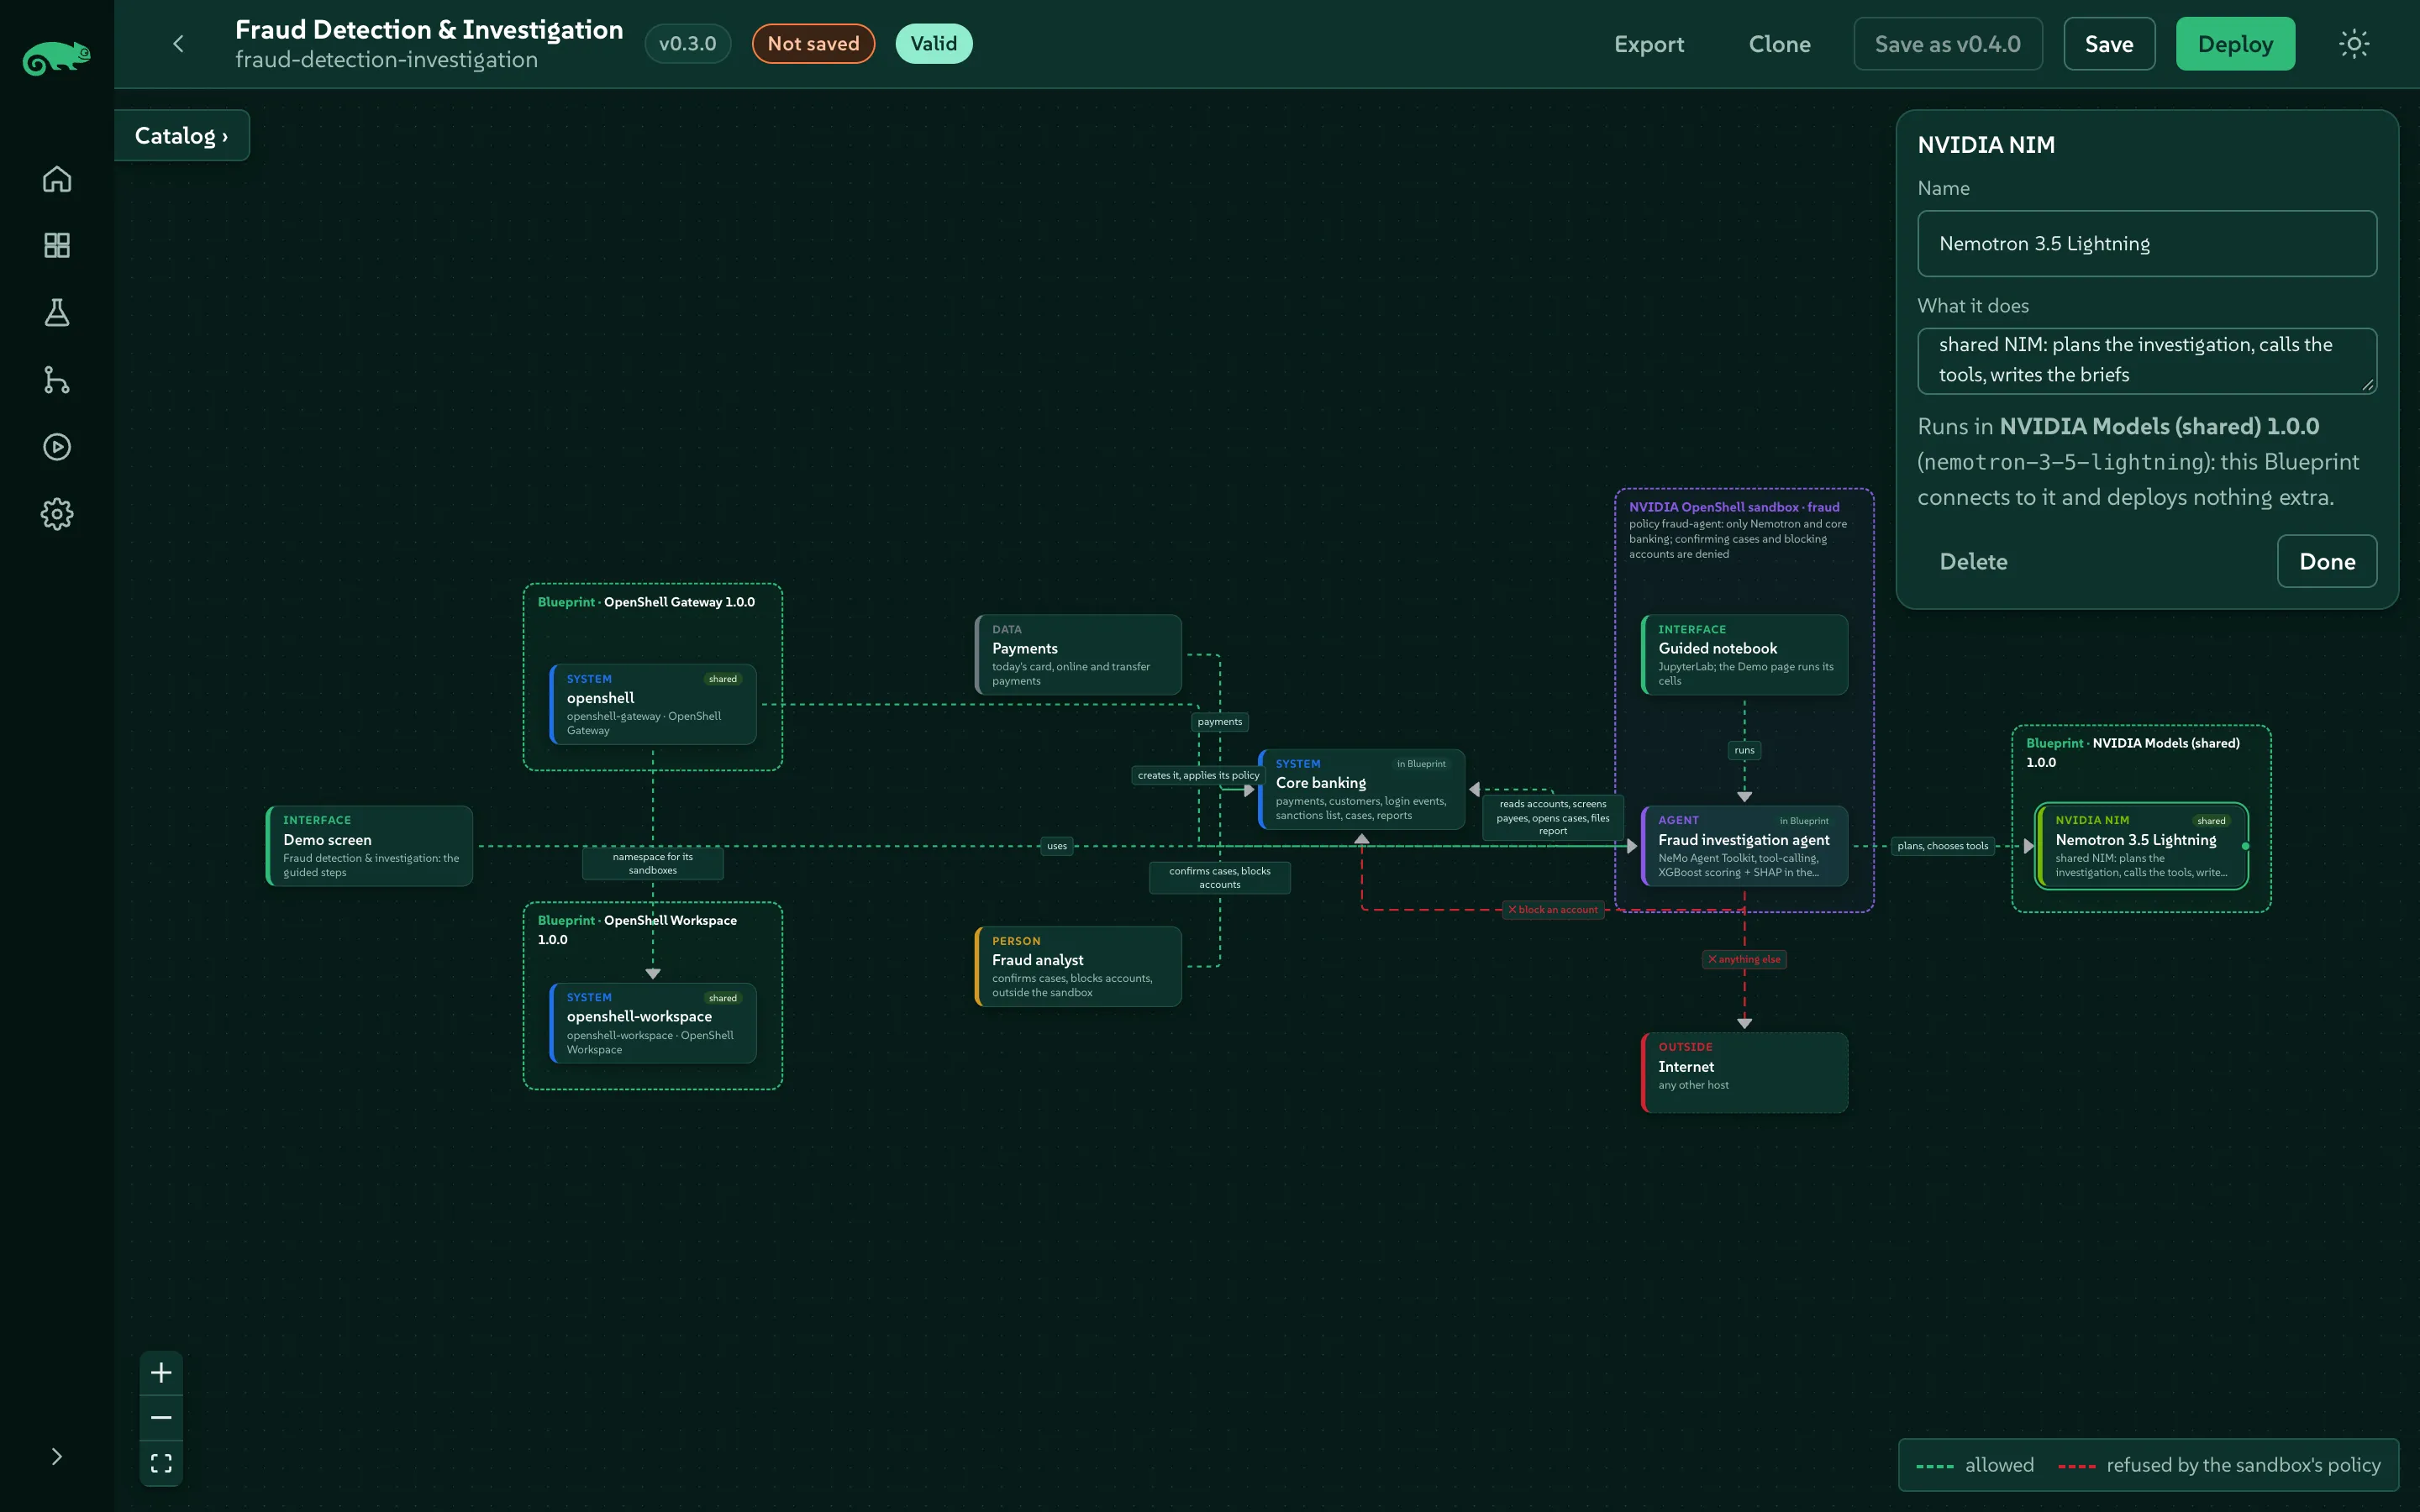 Fraud Detection & Investigation
fraud-detection-investigation
v0.3.0
Not saved
Valid
Export
Clone
Save as v0.4.0
Save
Deploy
Catalog ›
NVIDIA NIM
Name
Nemotron 3.5 Lightning
What it does
shared NIM: plans the investigation, calls the
tools, writes the briefs
Runs in NVIDIA Models (shared) 1.0.0
(nemotron-3-5-lightning): this Blueprint
connects to it and deploys nothing extra.
Delete
Done
Blueprint · OpenShell Gateway 1.0.0
SYSTEM
shared
openshell
openshell-gateway · OpenShell
Gateway
INTERFACE
Demo screen
Fraud detection & investigation: the
guided steps
namespace for its
sandboxes
Blueprint · OpenShell Workspace
1.0.0
SYSTEM
shared
openshell-workspace
openshell-workspace · OpenShell
Workspace
DATA
Payments
today's card, online and transfer
payments
payments
creates it, applies its policy
uses
confirms cases, blocks
accounts
PERSON
Fraud analyst
confirms cases, blocks accounts,
outside the sandbox
SYSTEM
in Blueprint
Core banking
payments, customers, login events,
sanctions list, cases, reports
reads accounts, screens
payees, opens cases, files
report
✕ block an account
NVIDIA OpenShell sandbox · fraud
policy fraud-agent: only Nemotron and core
banking; confirming cases and blocking
accounts are denied
INTERFACE
Guided notebook
JupyterLab; the Demo page runs its
cells
runs
AGENT
in Blueprint
Fraud investigation agent
NeMo Agent Toolkit, tool-calling,
XGBoost scoring + SHAP in the...
plans, chooses tools
✕ anything else
OUTSIDE
Internet
any other host
Blueprint · NVIDIA Models (shared)
1.0.0
NVIDIA NIM
shared
Nemotron 3.5 Lightning
shared NIM: plans the
investigation, calls the tools, write...
allowed
refused by the sandbox's policy